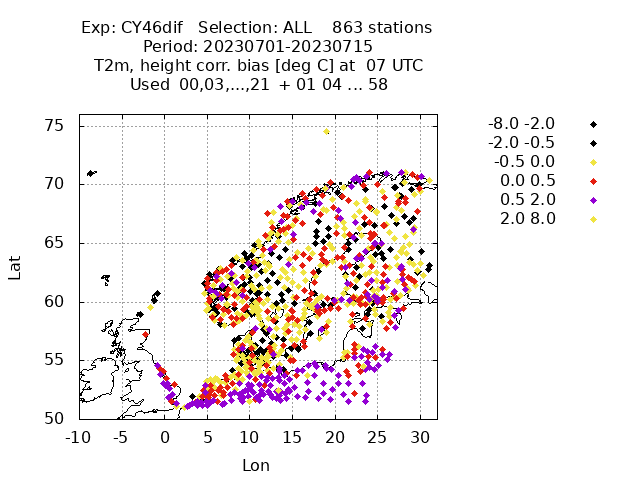 Exp: CY46dif   Selection: ALL    863 stations
Period: 20230701-20230715
T2m, height corr. bias [deg C] at  07 UTC
Used  00,03,...,21  + 01 04 ... 58
75
70
65
60
55
50
Lat
-10 -5 0 5 10 15 20 25 30
Lon
-8.0 -2.0
-2.0 -0.5
-0.5 0.0
0.0 0.5
0.5 2.0
2.0 8.0